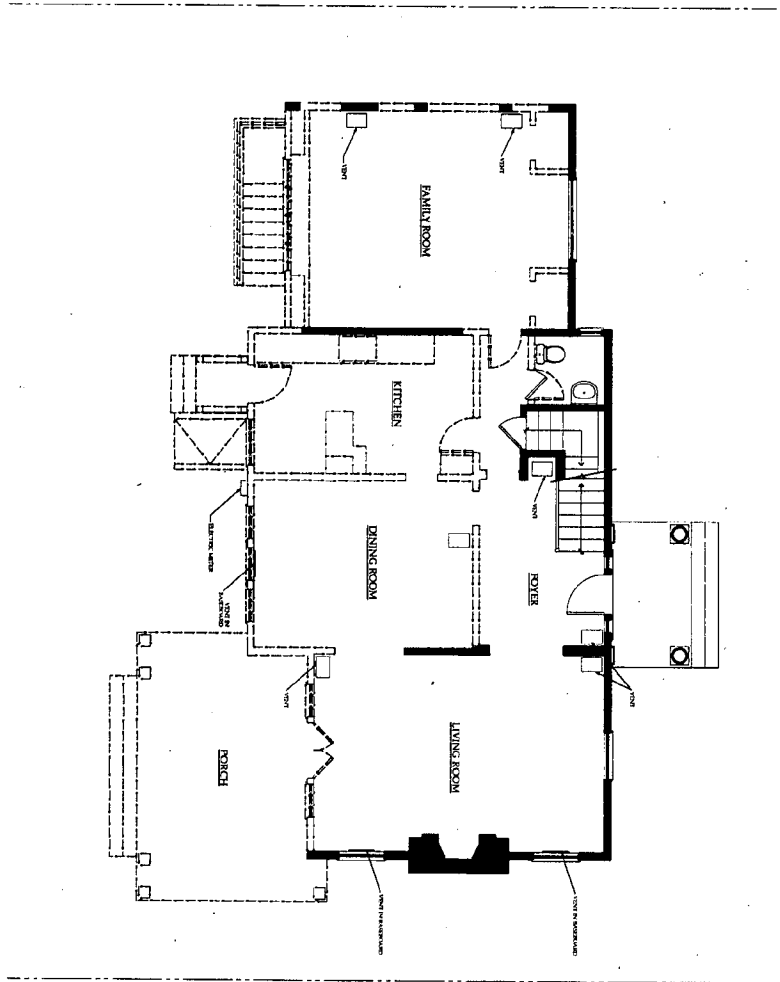 VENT
VENT
FAMILY ROOM
KITCHEN
VENT
ELECTRIC METER
VENT IN
BASEBOARD
DINING ROOM
FOYER
VENT
VENT
LIVING ROOM
PORCH
VENT IN BASEBOARD
VENT IN BASEBOARD